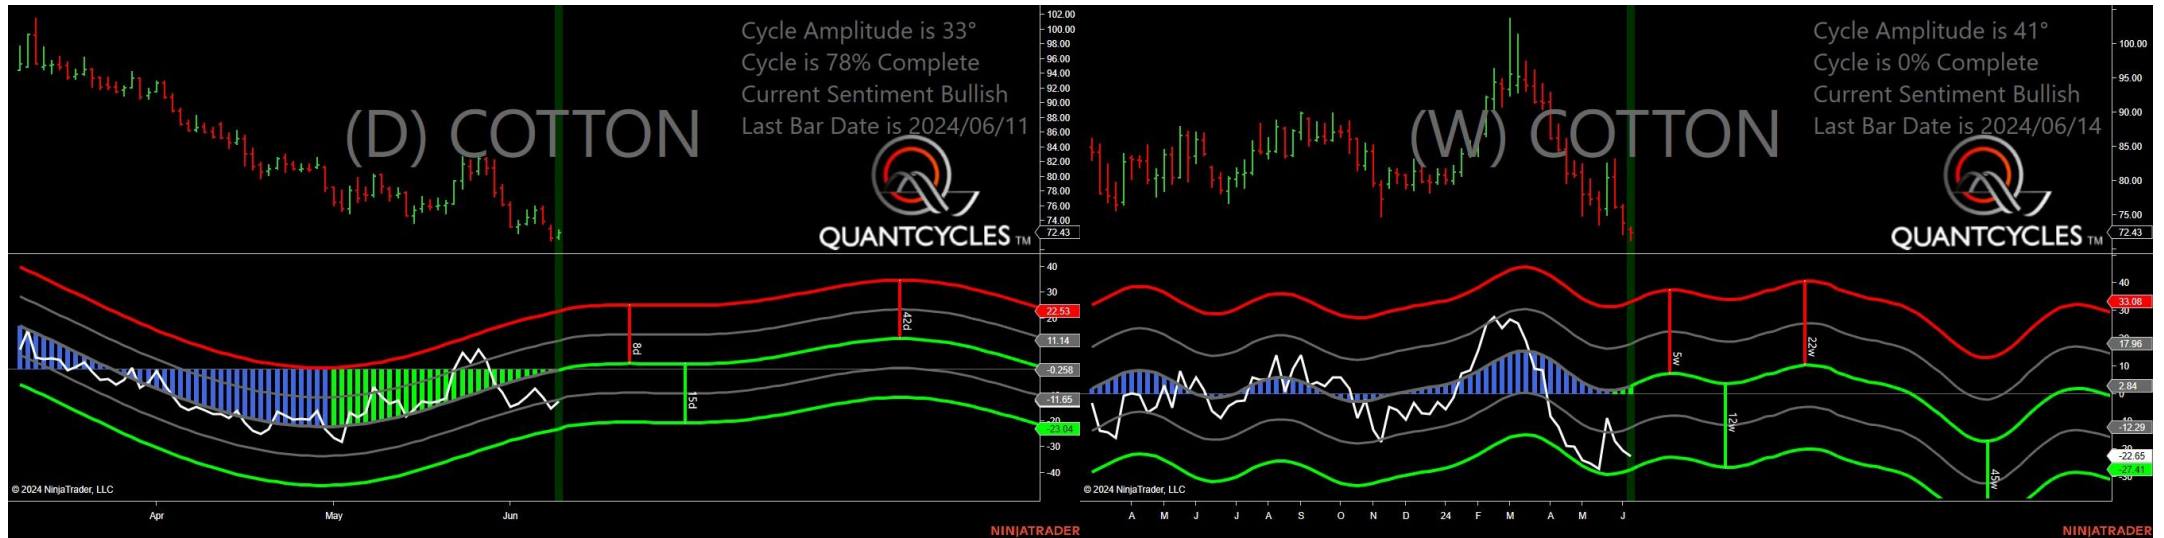 Cycle Amplitude is 33°
Cycle is 78% Complete
Current Sentiment Bullish
Last Bar Date is 2024/06/11
(D) COTTON
QUANTCYCLES TM
102.00
100.00
98.00
96.00
94.00
92.00
90.00
88.00
86.00
84.00
82.00
80.00
78.00
76.00
74.00
72.43
40
30
22.53
20
11.14
-0.258
-11.65
-20
-23.04
-30
-40
8d
15d
42d
© 2024 NinjaTrader, LLC
Apr
May
Jun
NINJATRADER
Cycle Amplitude is 41°
Cycle is 0% Complete
Current Sentiment Bullish
Last Bar Date is 2024/06/14
(W) COTTON
QUANTCYCLES TM
100.00
95.00
90.00
85.00
80.00
75.00
72.43
40
33.08
30
17.96
10
2.84
0
-12.29
-20
-22.65
-27.41
-30
5w
12w
22w
45w
© 2024 NinjaTrader, LLC
A M J J A S O N D 24 F M A M J
NINJATRADER